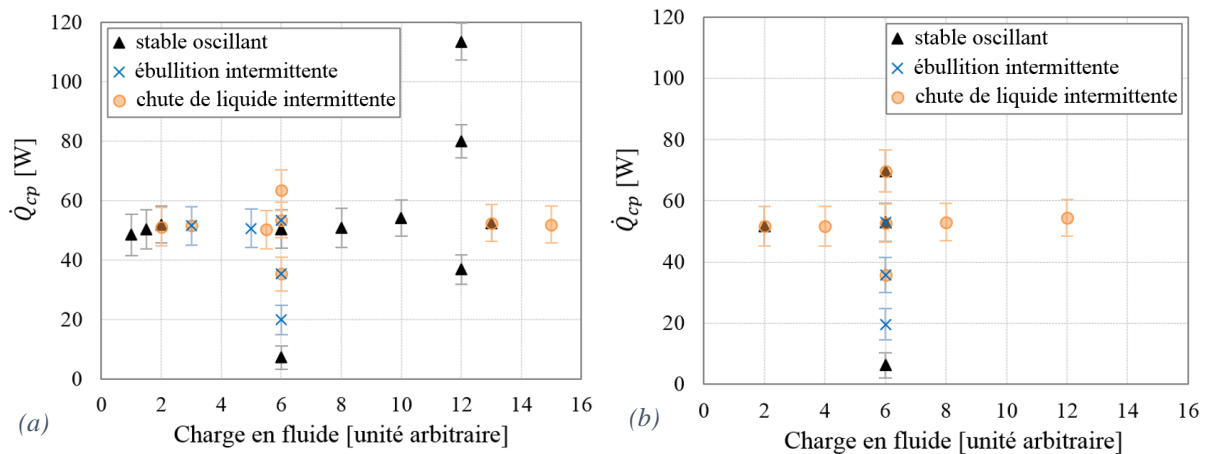 120
100
80
60
40
20
0
Q̇cp [W]
stable oscillant
ébullition intermittente
chute de liquide intermittente
0 2 4 6 8 10 12 14 16
Charge en fluide [unité arbitraire]
(a)
120
100
80
60
40
20
0
Q̇cp [W]
stable oscillant
ébullition intermittente
chute de liquide intermittente
0 2 4 6 8 10 12 14 16
Charge en fluide [unité arbitraire]
(b)